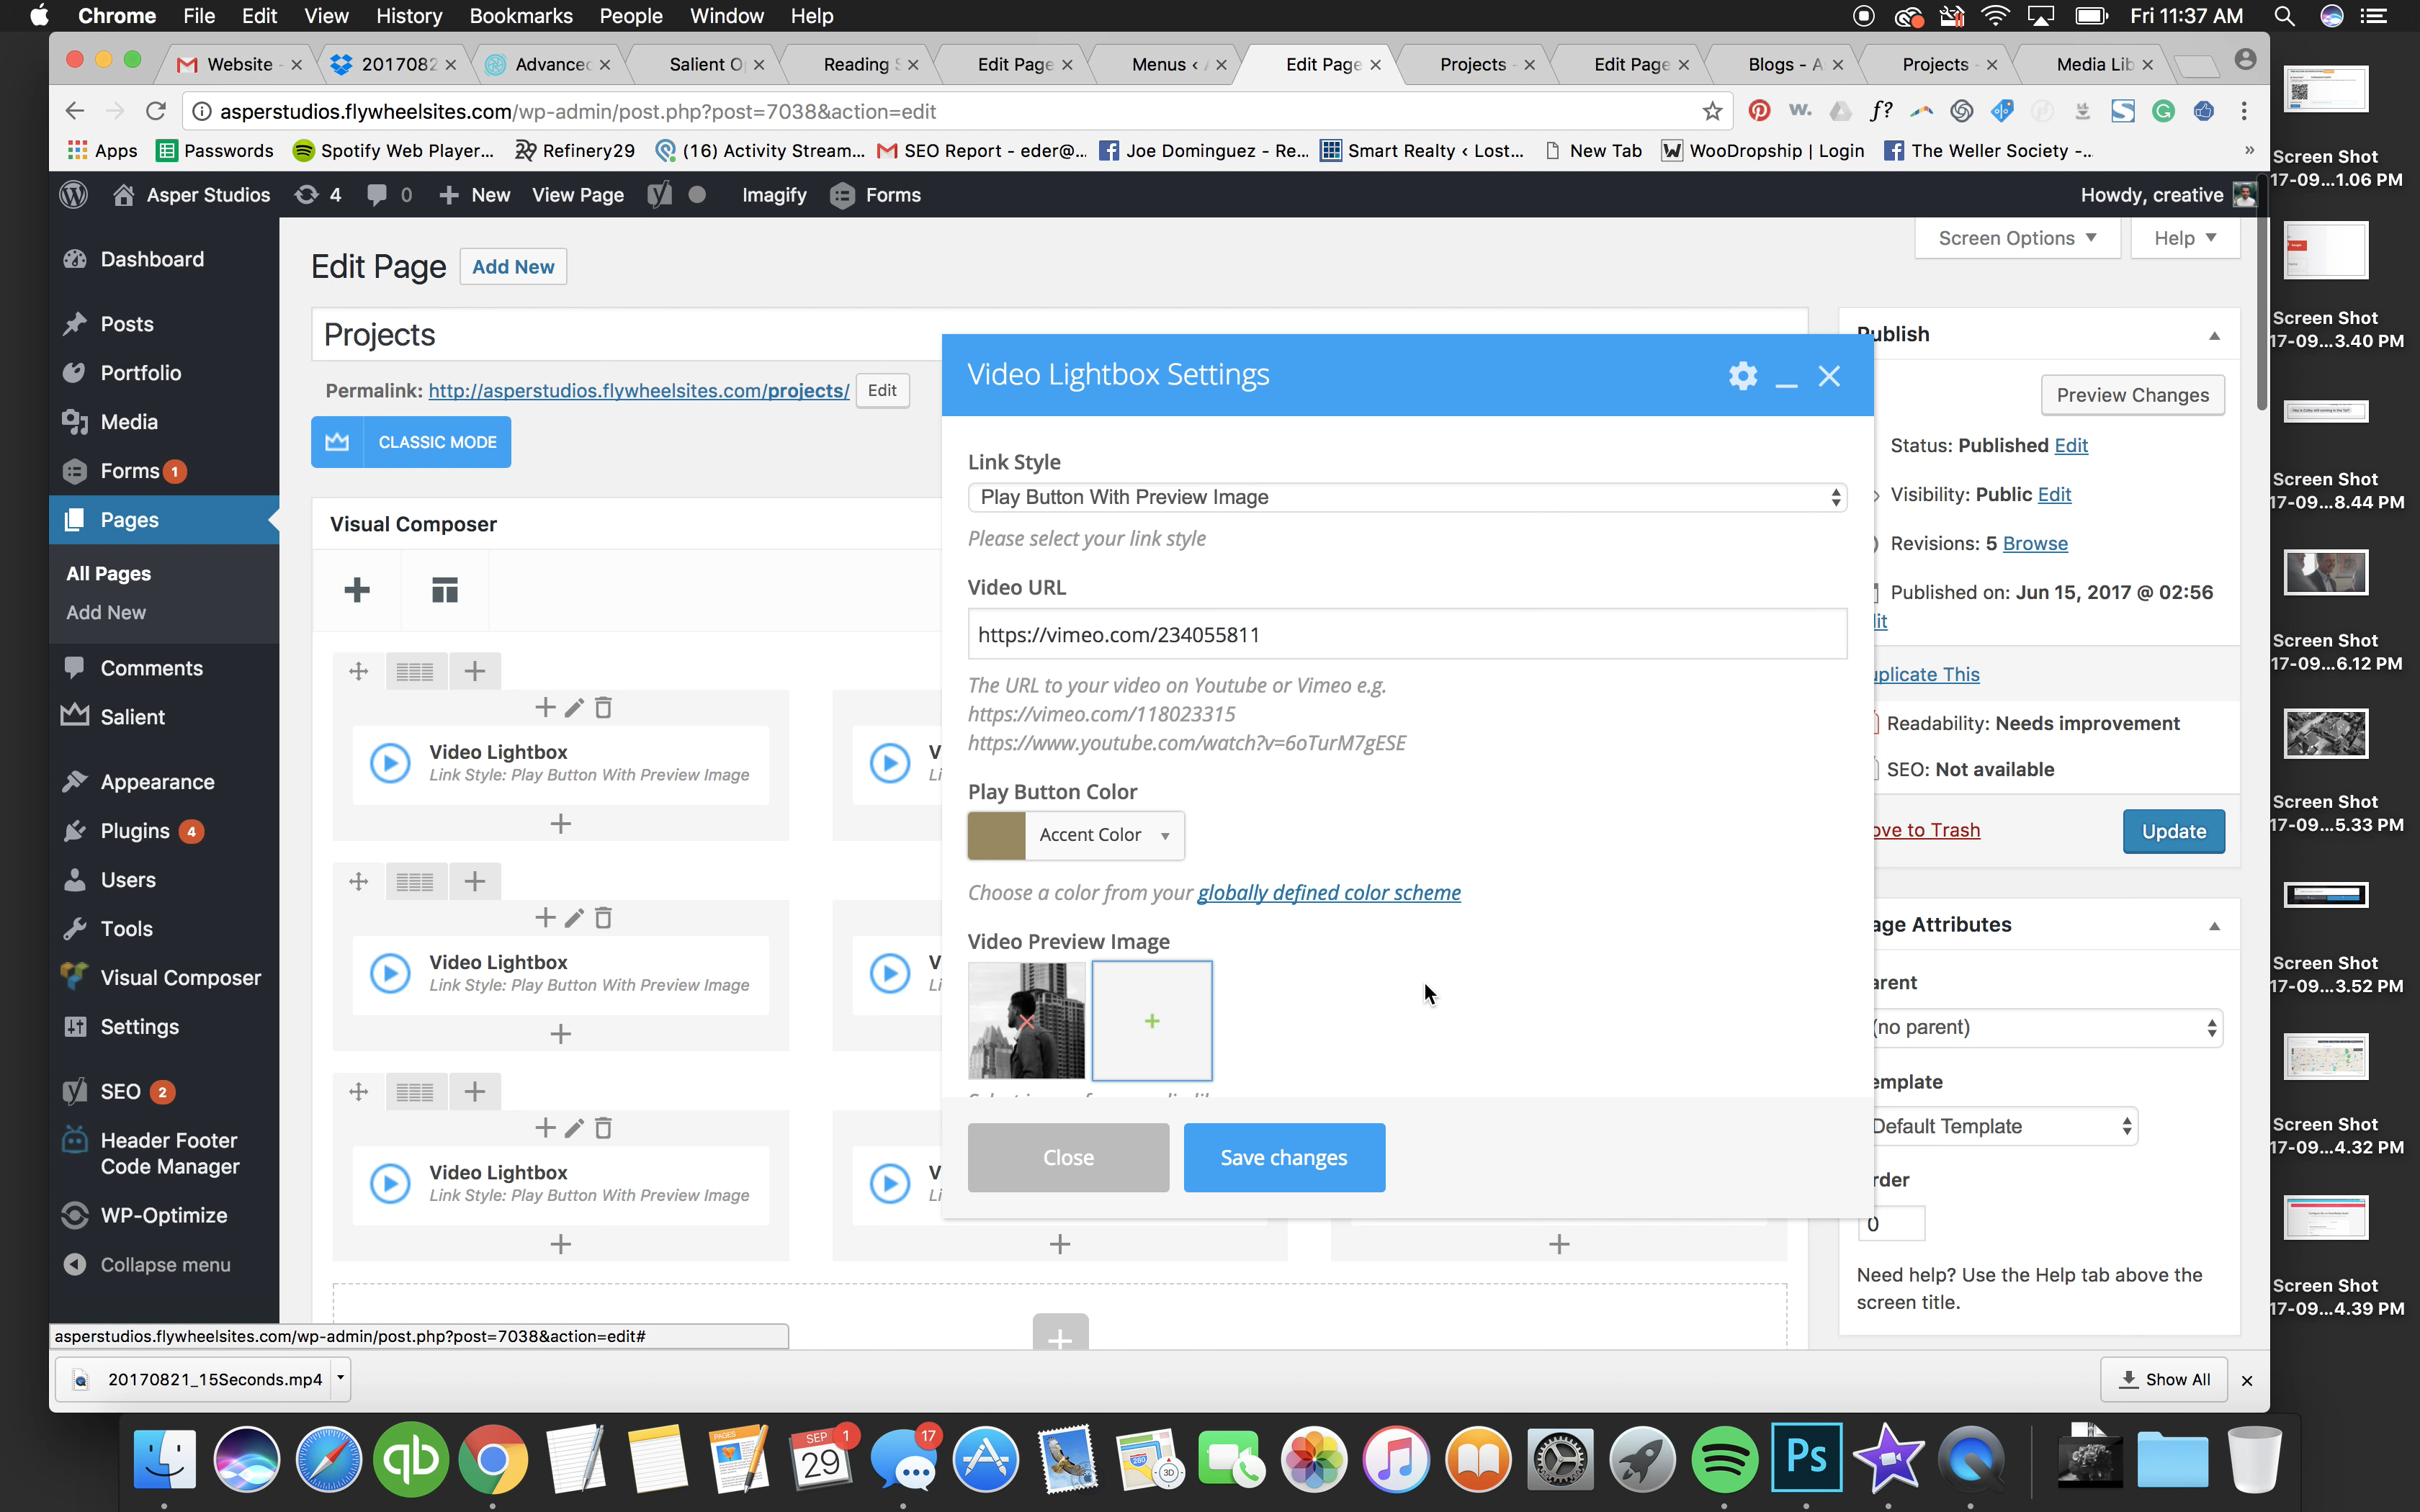 Chrome File Edit View History Bookmarks People Window Help Fri 11:37 AM
Website - 2017082 Advanced Salient O Reading S Edit Page Menus < Edit Page Projects - Edit Page Blogs - A Projects - Media Lib
asperstudios.flywheelsites.com/wp-admin/post.php?post=7038&action=edit
Apps Passwords Spotify Web Player... Refinery29 (16) Activity Stream... SEO Report - eder@... Joe Dominguez - Re... Smart Realty < Lost... New Tab WooDropship | Login The Weller Society -... »
Asper Studios 4 0 New View Page Imagify Forms Howdy, creative
Screen Options Help
Dashboard
Posts
Portfolio
Media
Forms 1
Pages
All Pages
Add New
Comments
Salient
Appearance
Plugins 4
Users
Tools
Visual Composer
Settings
SEO 2
Header Footer
Code Manager
WP-Optimize
Collapse menu
Edit Page Add New
Projects
Permalink: http://asperstudios.flywheelsites.com/projects/ Edit
CLASSIC MODE
Visual Composer
Video Lightbox
Link Style: Play Button With Preview Image
V
Li
Video Lightbox
Link Style: Play Button With Preview Image
V
Li
Video Lightbox
Link Style: Play Button With Preview Image
V
Li
Video Lightbox Settings
Link Style
Play Button With Preview Image
Please select your link style
Video URL
https://vimeo.com/234055811
The URL to your video on Youtube or Vimeo e.g.
https://vimeo.com/118023315
https://www.youtube.com/watch?v=6oTurM7gESE
Play Button Color
Accent Color
Choose a color from your globally defined color scheme
Video Preview Image
Close Save changes
ublish
Preview Changes
Status: Published Edit
Visibility: Public Edit
Revisions: 5 Browse
Published on: Jun 15, 2017 @ 02:56
it
uplicate This
Readability: Needs improvement
SEO: Not available
ove to Trash Update
age Attributes
arent
(no parent)
emplate
Default Template
rder
0
Need help? Use the Help tab above the
screen title.
asperstudios.flywheelsites.com/wp-admin/post.php?post=7038&action=edit#
20170821_15Seconds.mp4 Show All
Screen Shot
17-09...1.06 PM
Screen Shot
17-09...3.40 PM
Screen Shot
17-09...8.44 PM
Screen Shot
17-09...6.12 PM
Screen Shot
17-09...5.33 PM
Screen Shot
17-09...3.52 PM
Screen Shot
17-09...4.32 PM
Screen Shot
17-09...4.39 PM
qb PAGES SEP 29 1 17 280 3D Ps